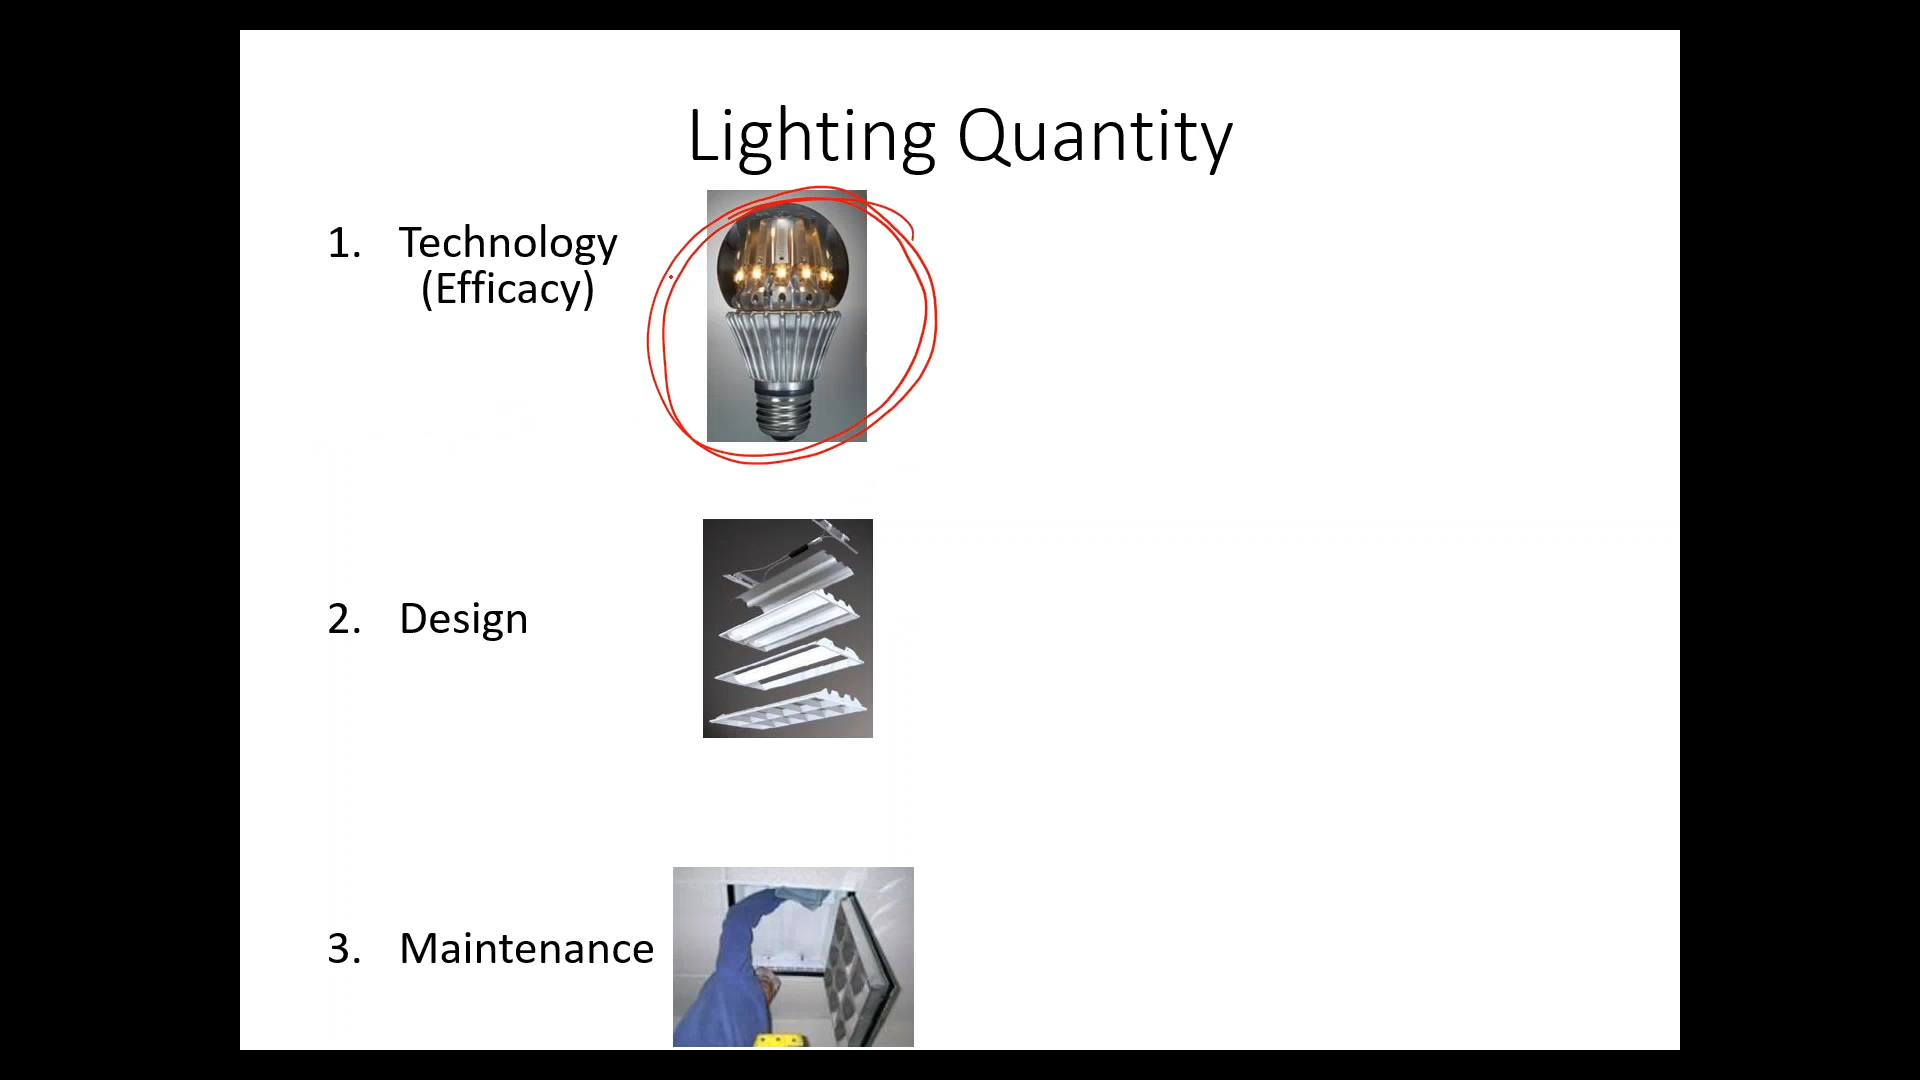 Lighting Quantity
1. Technology
(Efficacy)
2. Design
3. Maintenance